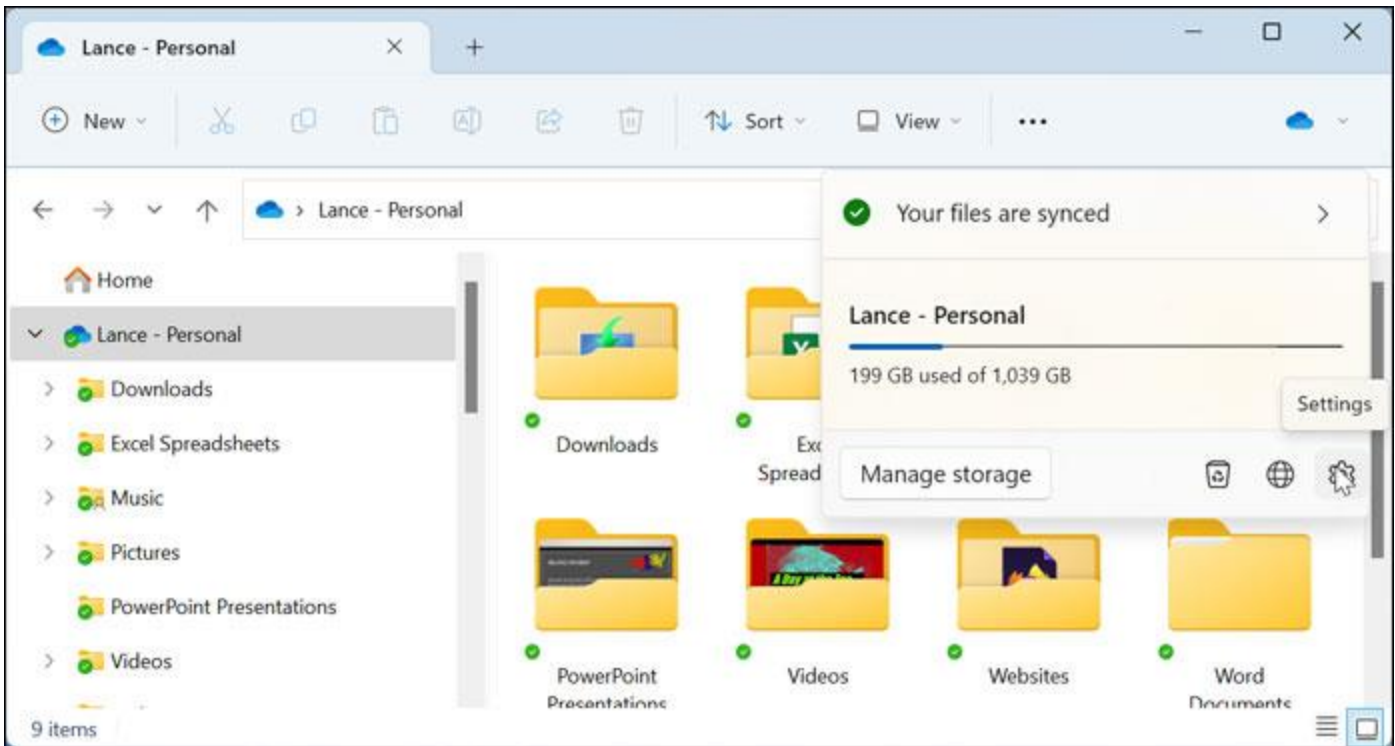 Lance - Personal
New
Sort
View
Lance - Personal
Your files are synced
Home
Lance - Personal
Lance - Personal
199 GB used of 1,039 GB
Settings
Downloads
Excel Spreadsheets
Music
Pictures
PowerPoint Presentations
Videos
Manage storage
Downloads
Exc
Spread
PowerPoint
Presentations
Videos
Websites
Word
Documents
9 items